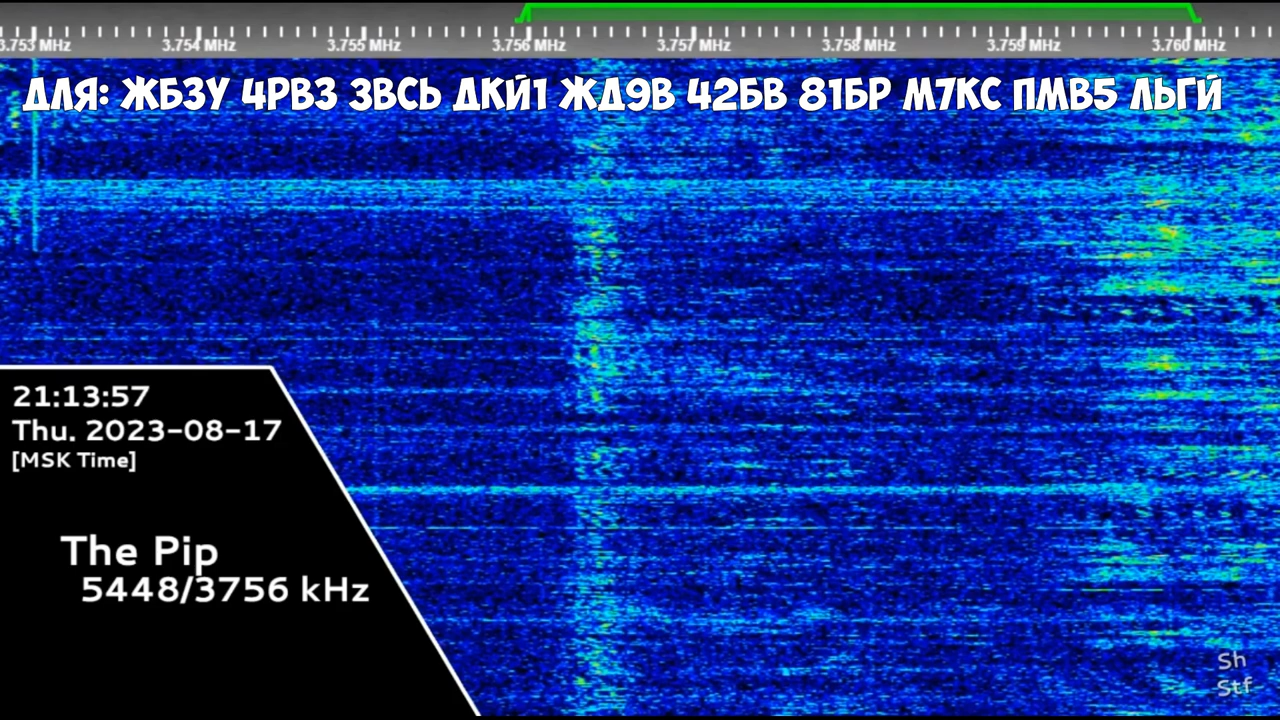 3.753 MHz 3.754 MHz 3.755 MHz 3.756 MHz 3.757 MHz 3.758 MHz 3.759 MHz 3.760 MHz
ДЛЯ: ЖБЗУ 4РВЗ ЗВСЬ ДКЙ1 ЖД9В 42БВ 81БР М7КС ПМВ5 ЛЬГЙ
21:13:57
Thu. 2023-08-17
[MSK Time]
The Pip
5448/3756 kHz
Sh
Stf